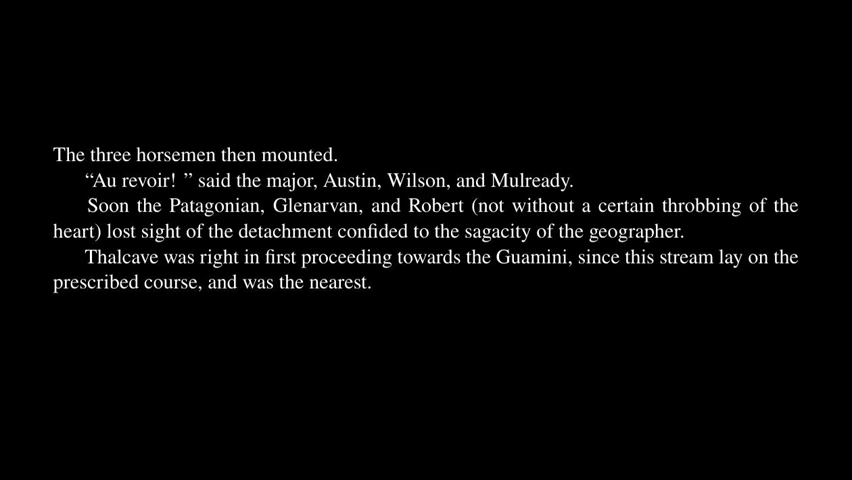 The three horsemen then mounted.
“Au revoir! ” said the major, Austin, Wilson, and Mulready.
Soon the Patagonian, Glenarvan, and Robert (not without a certain throbbing of the
heart) lost sight of the detachment confided to the sagacity of the geographer.
Thalcave was right in first proceeding towards the Guamini, since this stream lay on the
prescribed course, and was the nearest.